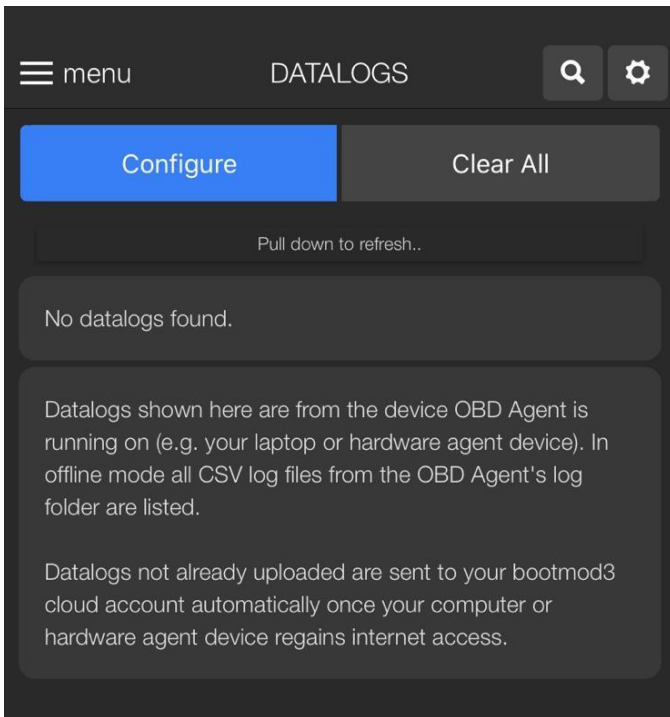 menu
DATALOGS
Configure
Clear All
Pull down to refresh..
No datalogs found.
Datalogs shown here are from the device OBD Agent is
running on (e.g. your laptop or hardware agent device). In
offline mode all CSV log files from the OBD Agent's log
folder are listed.
Datalogs not already uploaded are sent to your bootmod3
cloud account automatically once your computer or
hardware agent device regains internet access.